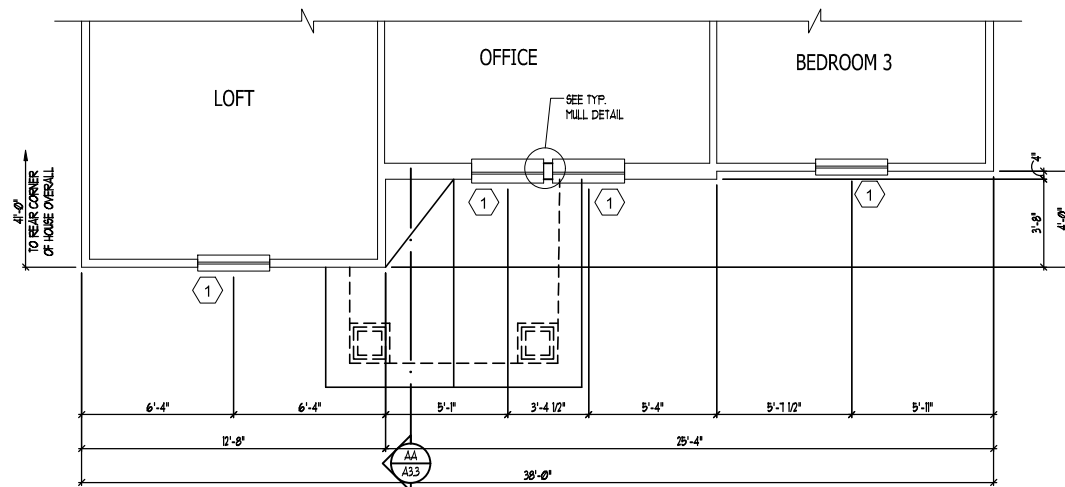 OFFICE
BEDROOM 3
LOFT
SEE TYP.
MULL DETAIL
41'-0"
TO REAR CORNER
OF HOUSE OVERALL
4"
3'-8"
4'-0"
1
1
1
1
6'-4"
6'-4"
5'-1"
3'-4 1/2"
5'-4"
5'-7 1/2"
5'-11"
12'-8"
25'-4"
AA
A3.3
38'-0"